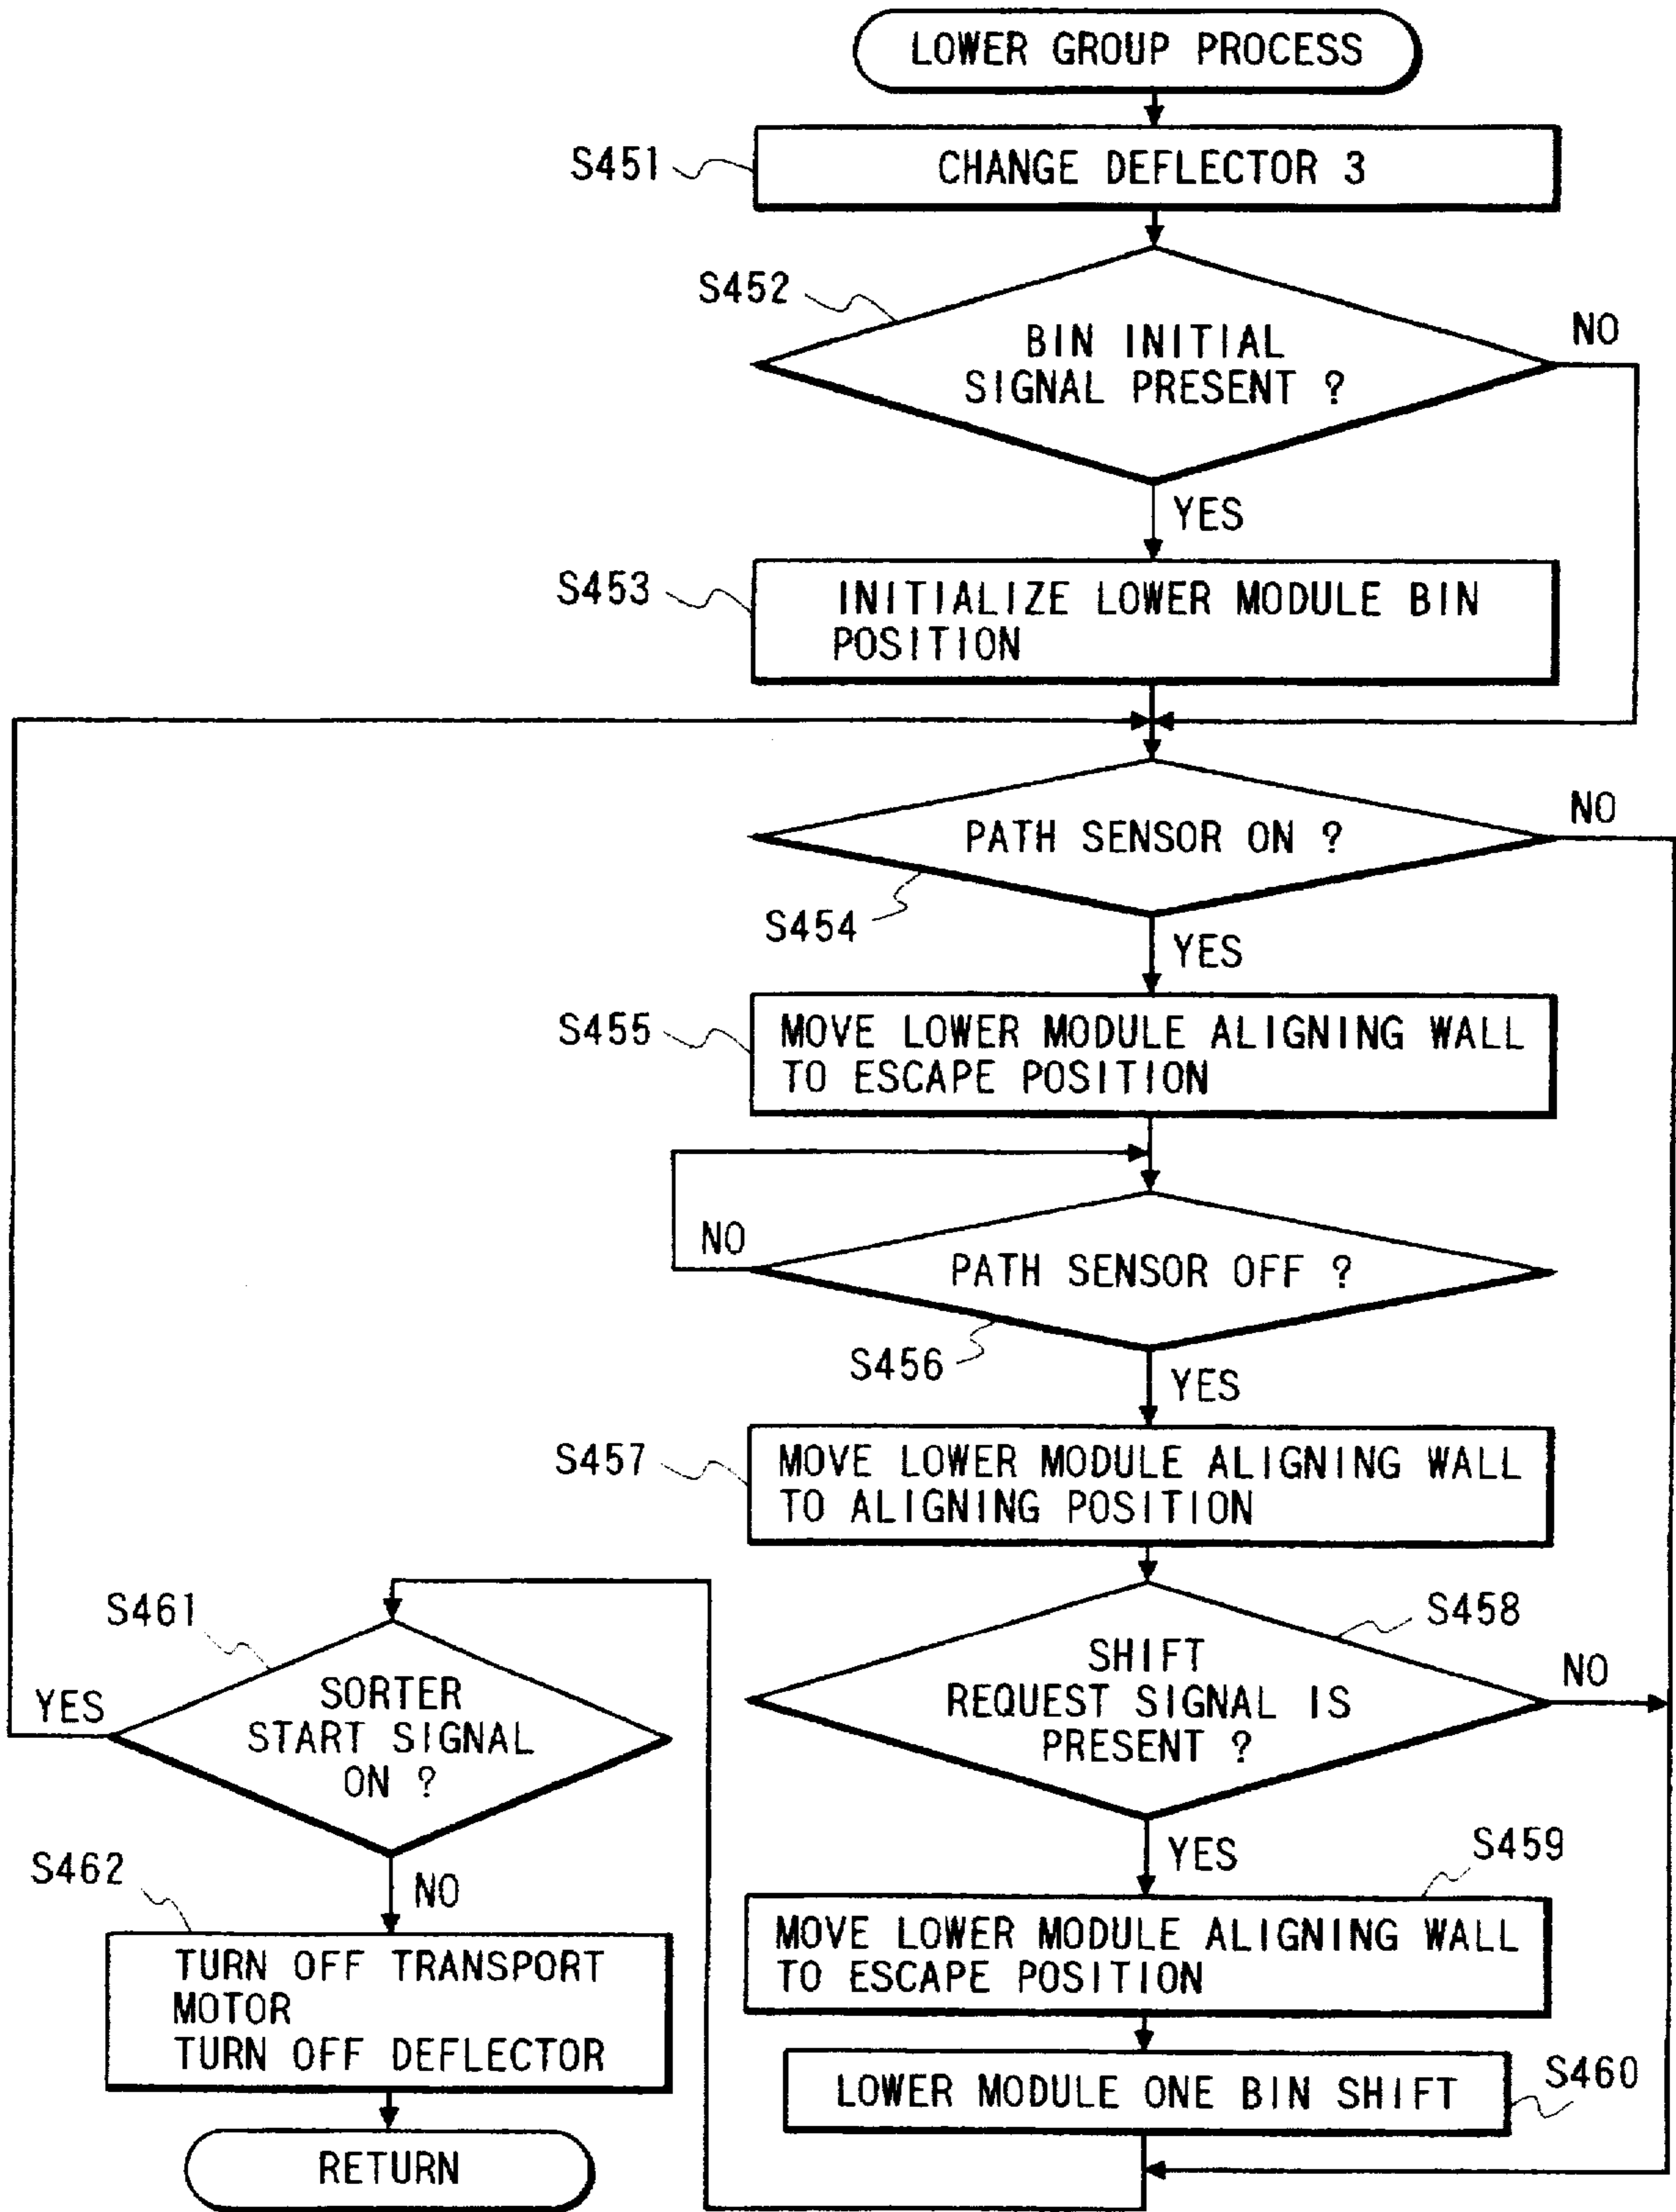 LOWER GROUP PROCESS
S451
CHANGE DEFLECTOR 3
S452
BIN INITIAL
SIGNAL PRESENT ?
NO
YES
S453
INITIALIZE LOWER MODULE BIN
POSITION
PATH SENSOR ON ?
NO
S454
YES
S455
MOVE LOWER MODULE ALIGNING WALL
TO ESCAPE POSITION
NO
PATH SENSOR OFF ?
S456
YES
S457
MOVE LOWER MODULE ALIGNING WALL
TO ALIGNING POSITION
S458
SHIFT
REQUEST SIGNAL IS
PRESENT ?
NO
YES
S459
MOVE LOWER MODULE ALIGNING WALL
TO ESCAPE POSITION
LOWER MODULE ONE BIN SHIFT
S460
S461
SORTER
START SIGNAL
ON ?
YES
NO
S462
TURN OFF TRANSPORT
MOTOR
TURN OFF DEFLECTOR
RETURN